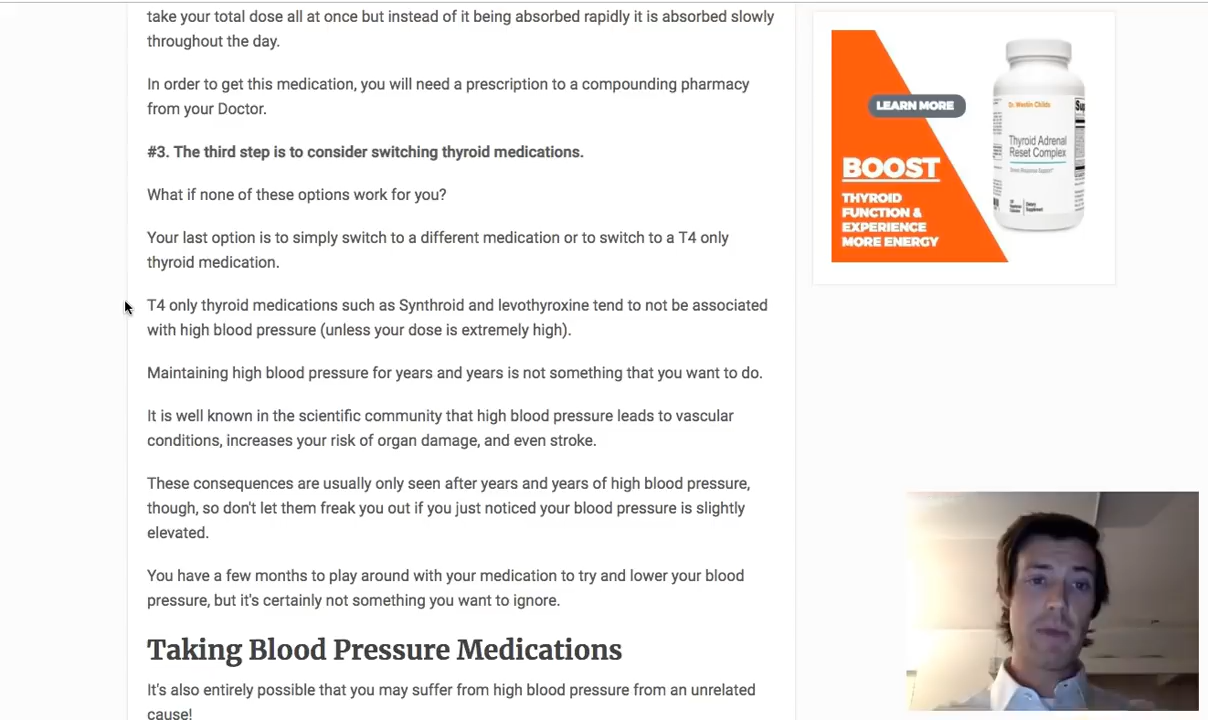 take your total dose all at once but instead of it being absorbed rapidly it is absorbed slowly
throughout the day.
In order to get this medication, you will need a prescription to a compounding pharmacy
from your Doctor.
#3. The third step is to consider switching thyroid medications.
What if none of these options work for you?
Your last option is to simply switch to a different medication or to switch to a T4 only
thyroid medication.
T4 only thyroid medications such as Synthroid and levothyroxine tend to not be associated
with high blood pressure (unless your dose is extremely high).
Maintaining high blood pressure for years and years is not something that you want to do.
It is well known in the scientific community that high blood pressure leads to vascular
conditions, increases your risk of organ damage, and even stroke.
These consequences are usually only seen after years and years of high blood pressure,
though, so don't let them freak you out if you just noticed your blood pressure is slightly
elevated.
You have a few months to play around with your medication to try and lower your blood
pressure, but it's certainly not something you want to ignore.
Taking Blood Pressure Medications
It's also entirely possible that you may suffer from high blood pressure from an unrelated
cause!
LEARN MORE
BOOST
THYROID
FUNCTION &
EXPERIENCE
MORE ENERGY
Dr. Westin Childs
Thyroid Adrenal
Reset Complex